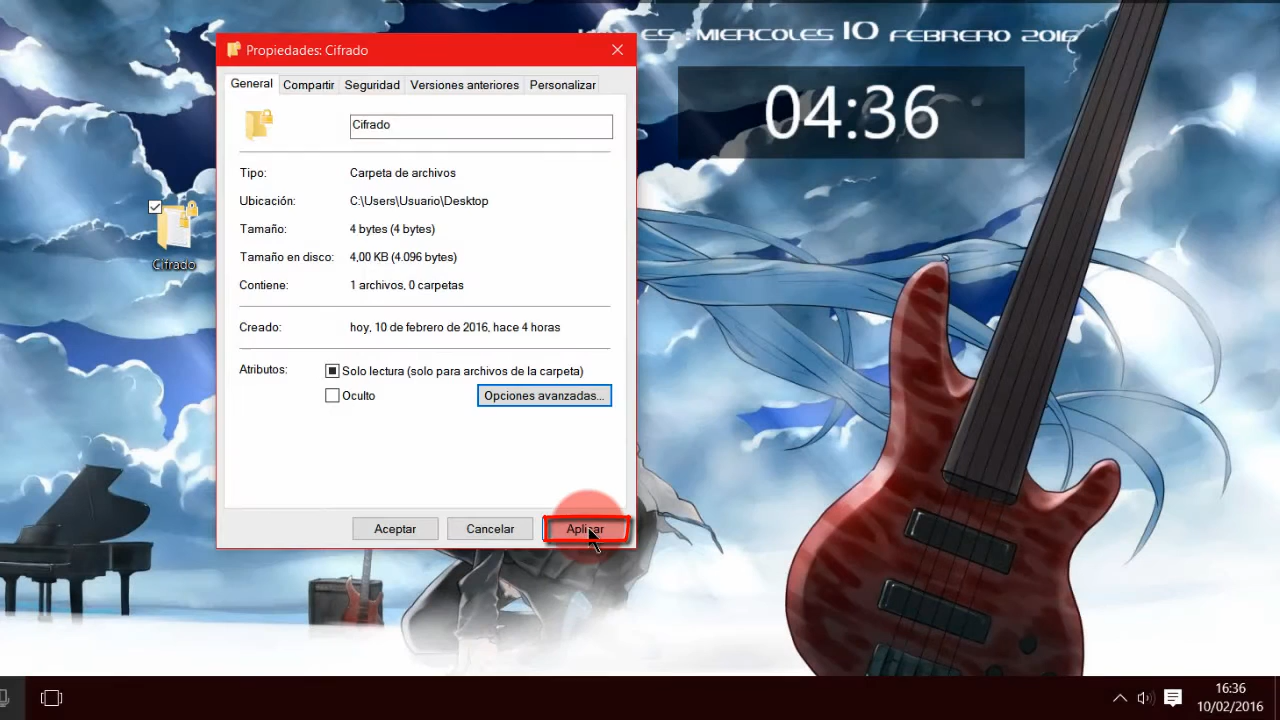 ES : MIERCOLES 10 FEBRERO 2016
04:36
Propiedades: Cifrado
General
Compartir
Seguridad
Versiones anteriores
Personalizar
Cifrado
Tipo: Carpeta de archivos
Ubicación: C:\Users\Usuario\Desktop
Tamaño: 4 bytes (4 bytes)
Tamaño en disco: 4,00 KB (4.096 bytes)
Contiene: 1 archivos, 0 carpetas
Creado: hoy, 10 de febrero de 2016, hace 4 horas
Atributos: Solo lectura (solo para archivos de la carpeta)
Oculto
Opciones avanzadas...
Aceptar
Cancelar
Aplicar
Cifrado
16:36
10/02/2016